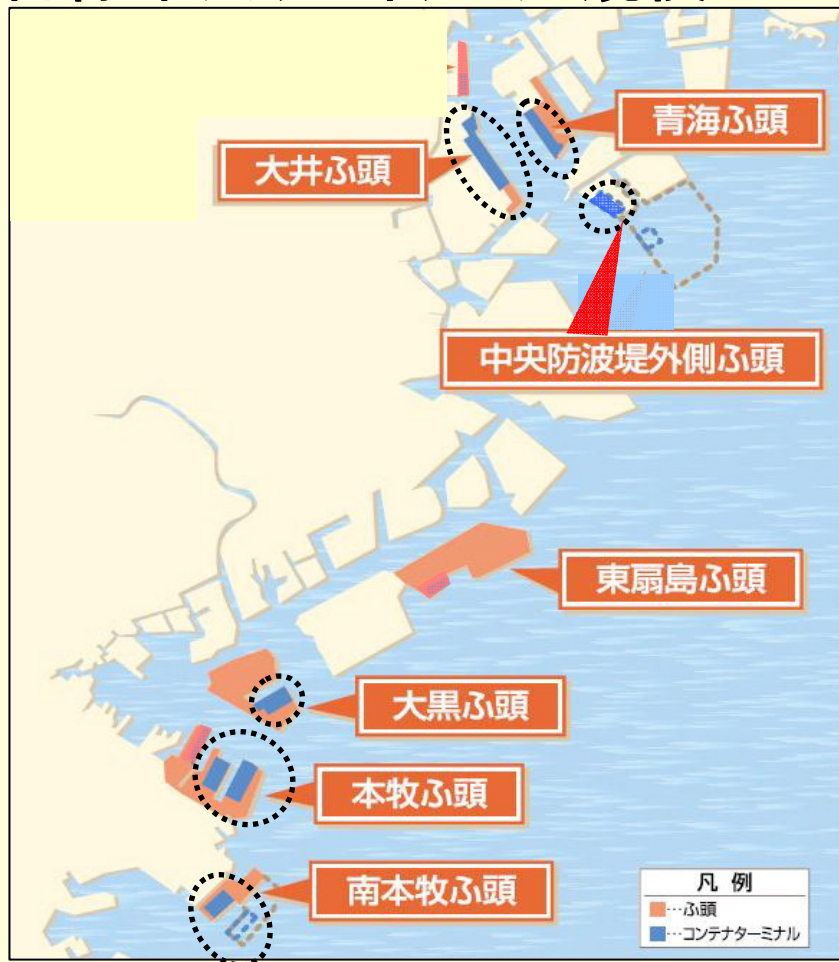 青海ふ頭
大井ふ頭
中央防波堤外側ふ頭
東扇島ふ頭
大黒ふ頭
本牧ふ頭
南本牧ふ頭
凡 例
…ふ頭
…コンテナターミナル